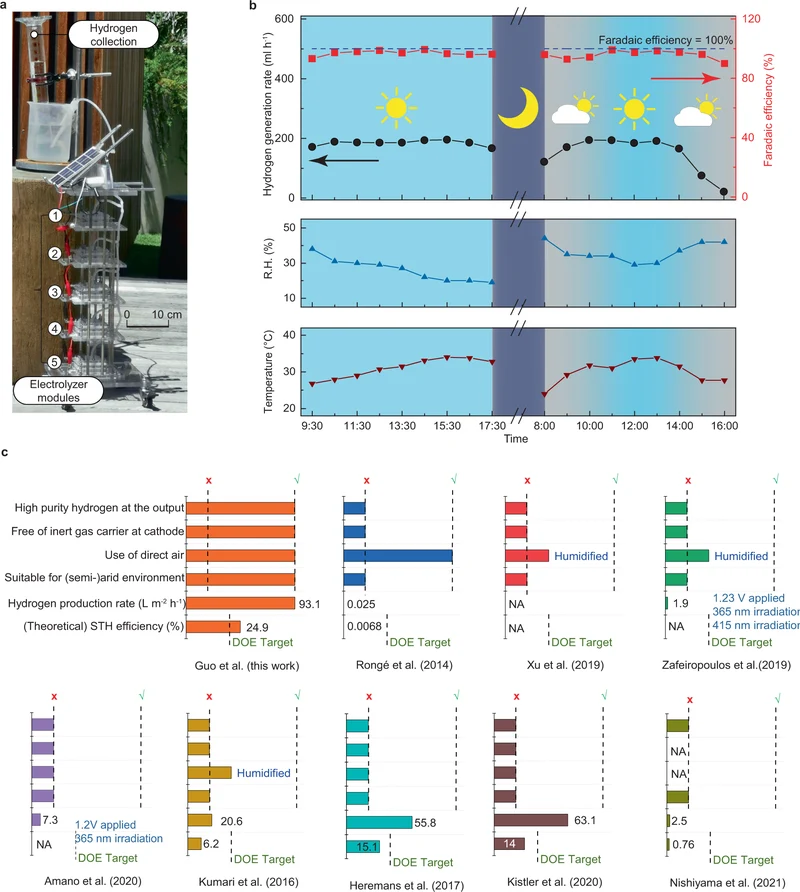 a
Hydrogen
collection
1
2
3
4
5
0 10 cm
Electrolyzer
modules
b
Hydrogen generation rate (ml h⁻¹)
600
400
200
0
Faradaic efficiency = 100%
120
80
40
0
Faradaic efficiency (%)
R.H. (%)
50
30
10
Temperature (°C)
40
30
20
9:30 11:30 13:30 15:30 17:30 8:00 10:00 12:00 14:00 16:00
Time
c
x √
High purity hydrogen at the output
Free of inert gas carrier at cathode
Use of direct air
Suitable for (semi-)arid environment
Hydrogen production rate (L m⁻² h⁻¹) 93.1
(Theoretical) STH efficiency (%) 24.9
DOE Target
Guo et al. (this work)
x √
0.025
0.0068
DOE Target
Rongé et al. (2014)
x √
Humidified
NA
NA
DOE Target
Xu et al. (2019)
x √
Humidified
1.9
1.23 V applied
365 nm irradiation
415 nm irradiation
NA
DOE Target
Zafeiropoulos et al.(2019)
x √
7.3
1.2V applied
365 nm irradiation
NA
DOE Target
Amano et al. (2020)
x √
Humidified
20.6
6.2
DOE Target
Kumari et al. (2016)
x √
55.8
15.1
DOE Target
Heremans et al. (2017)
x √
63.1
14
DOE Target
Kistler et al. (2020)
x √
NA
NA
2.5
0.76
DOE Target
Nishiyama et al. (2021)